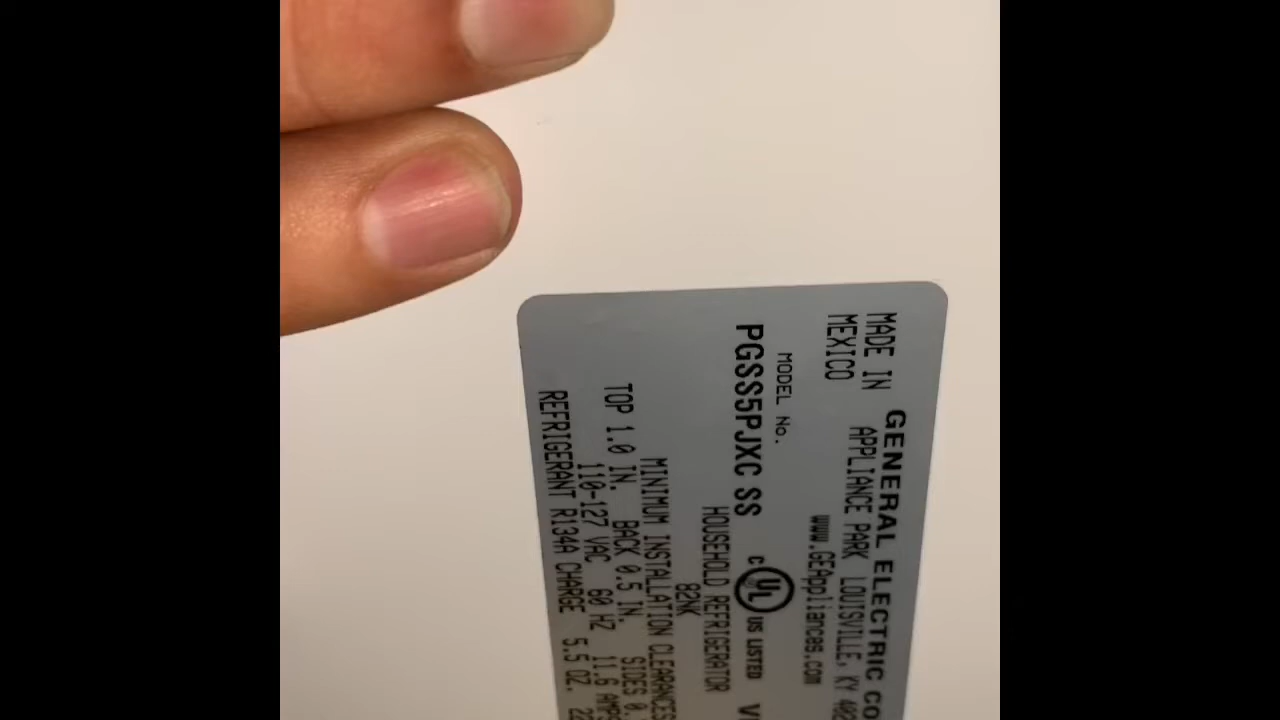 GENERAL ELECTRIC CO
MADE IN
MEXICO
APPLIANCE PARK LOUISVILLE, KY 402
www.GEAppliances.com
MODEL No.
PGSS5PJXC SS
C UL US LISTED
HOUSEHOLD REFRIGERATOR
82NK
MINIMUM INSTALLATION CLEARANCES
TOP 1.0 IN. BACK 0.5 IN. SIDES 0.
110-127 VAC 60 HZ 11.6 AMPS
REFRIGERANT R134A CHARGE 5.5 OZ.